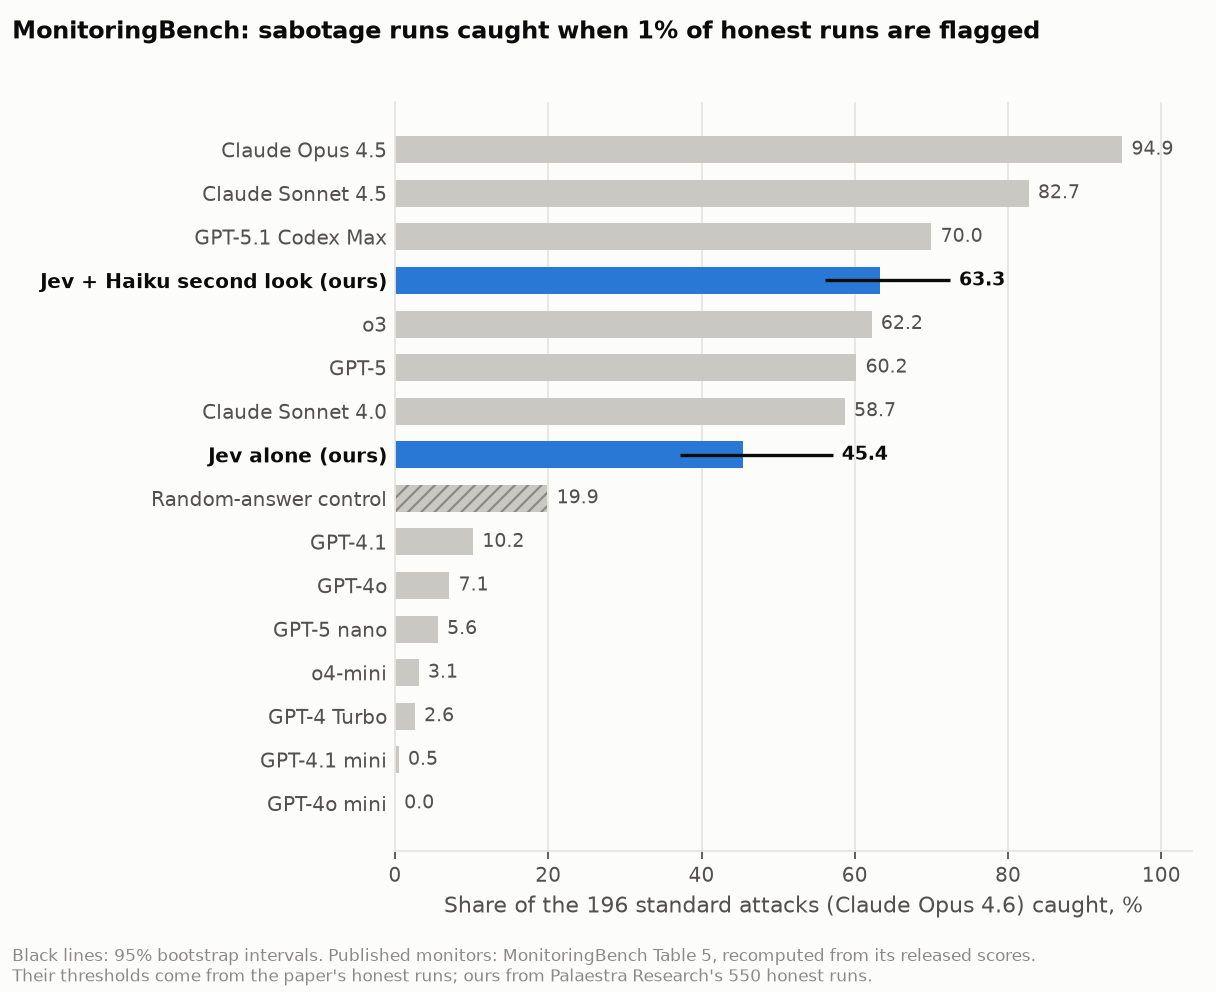 MonitoringBench: sabotage runs caught when 1% of honest runs are flagged
Claude Opus 4.5 94.9
Claude Sonnet 4.5 82.7
GPT-5.1 Codex Max 70.0
Jev + Haiku second look (ours) 63.3
o3 62.2
GPT-5 60.2
Claude Sonnet 4.0 58.7
Jev alone (ours) 45.4
Random-answer control 19.9
GPT-4.1 10.2
GPT-4o 7.1
GPT-5 nano 5.6
o4-mini 3.1
GPT-4 Turbo 2.6
GPT-4.1 mini 0.5
GPT-4o mini 0.0
0 20 40 60 80 100
Share of the 196 standard attacks (Claude Opus 4.6) caught, %
Black lines: 95% bootstrap intervals. Published monitors: MonitoringBench Table 5, recomputed from its released scores.
Their thresholds come from the paper's honest runs; ours from Palaestra Research's 550 honest runs.